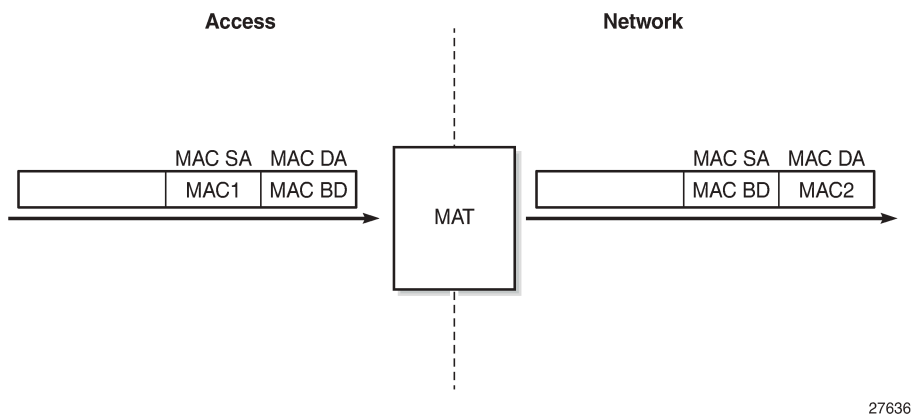 Access Network
MAC SA MAC DA MAC SA MAC DA
MAC1 MAC BD MAT MAC BD MAC2
27636